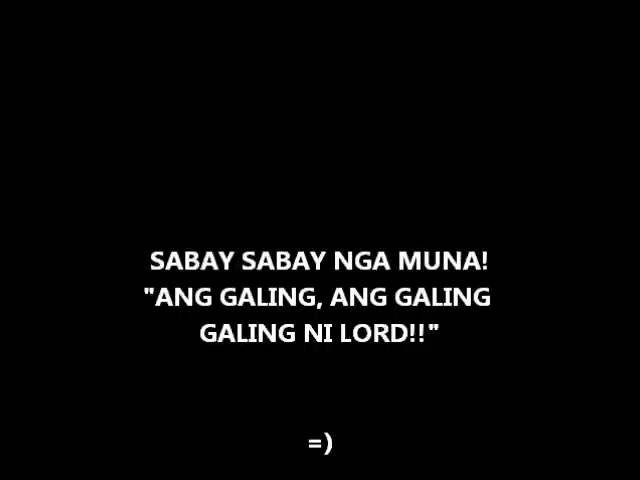 SABAY SABAY NGA MUNA!
"ANG GALING, ANG GALING
GALING NI LORD!!"
=)